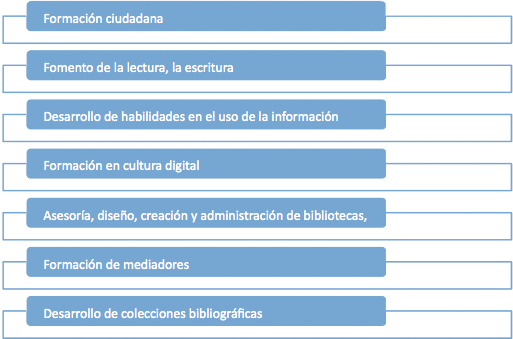 Formación ciudadana
Fomento de la lectura, la escritura
Desarrollo de habilidades en el uso de la información
Formación en cultura digital
Asesoría, diseño, creación y administración de bibliotecas,
Formación de mediadores
Desarrollo de colecciones bibliográficas